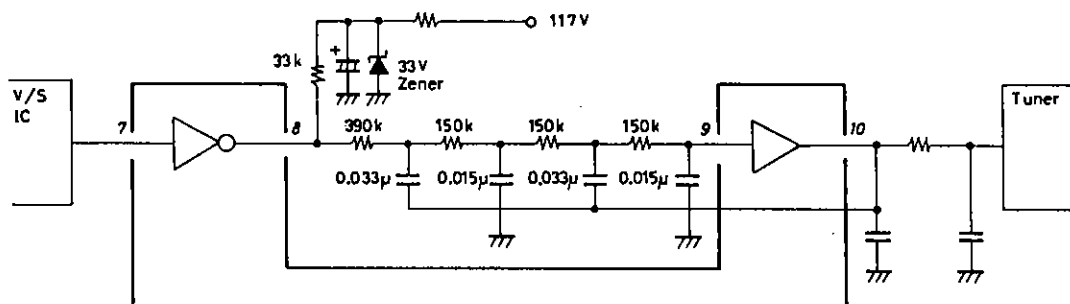 117V
33k
+
33V
Zener
V/S
IC
Tuner
7
8
390k
150k
150k
150k
9
10
0.033μ
0.015μ
0.033μ
0.015μ